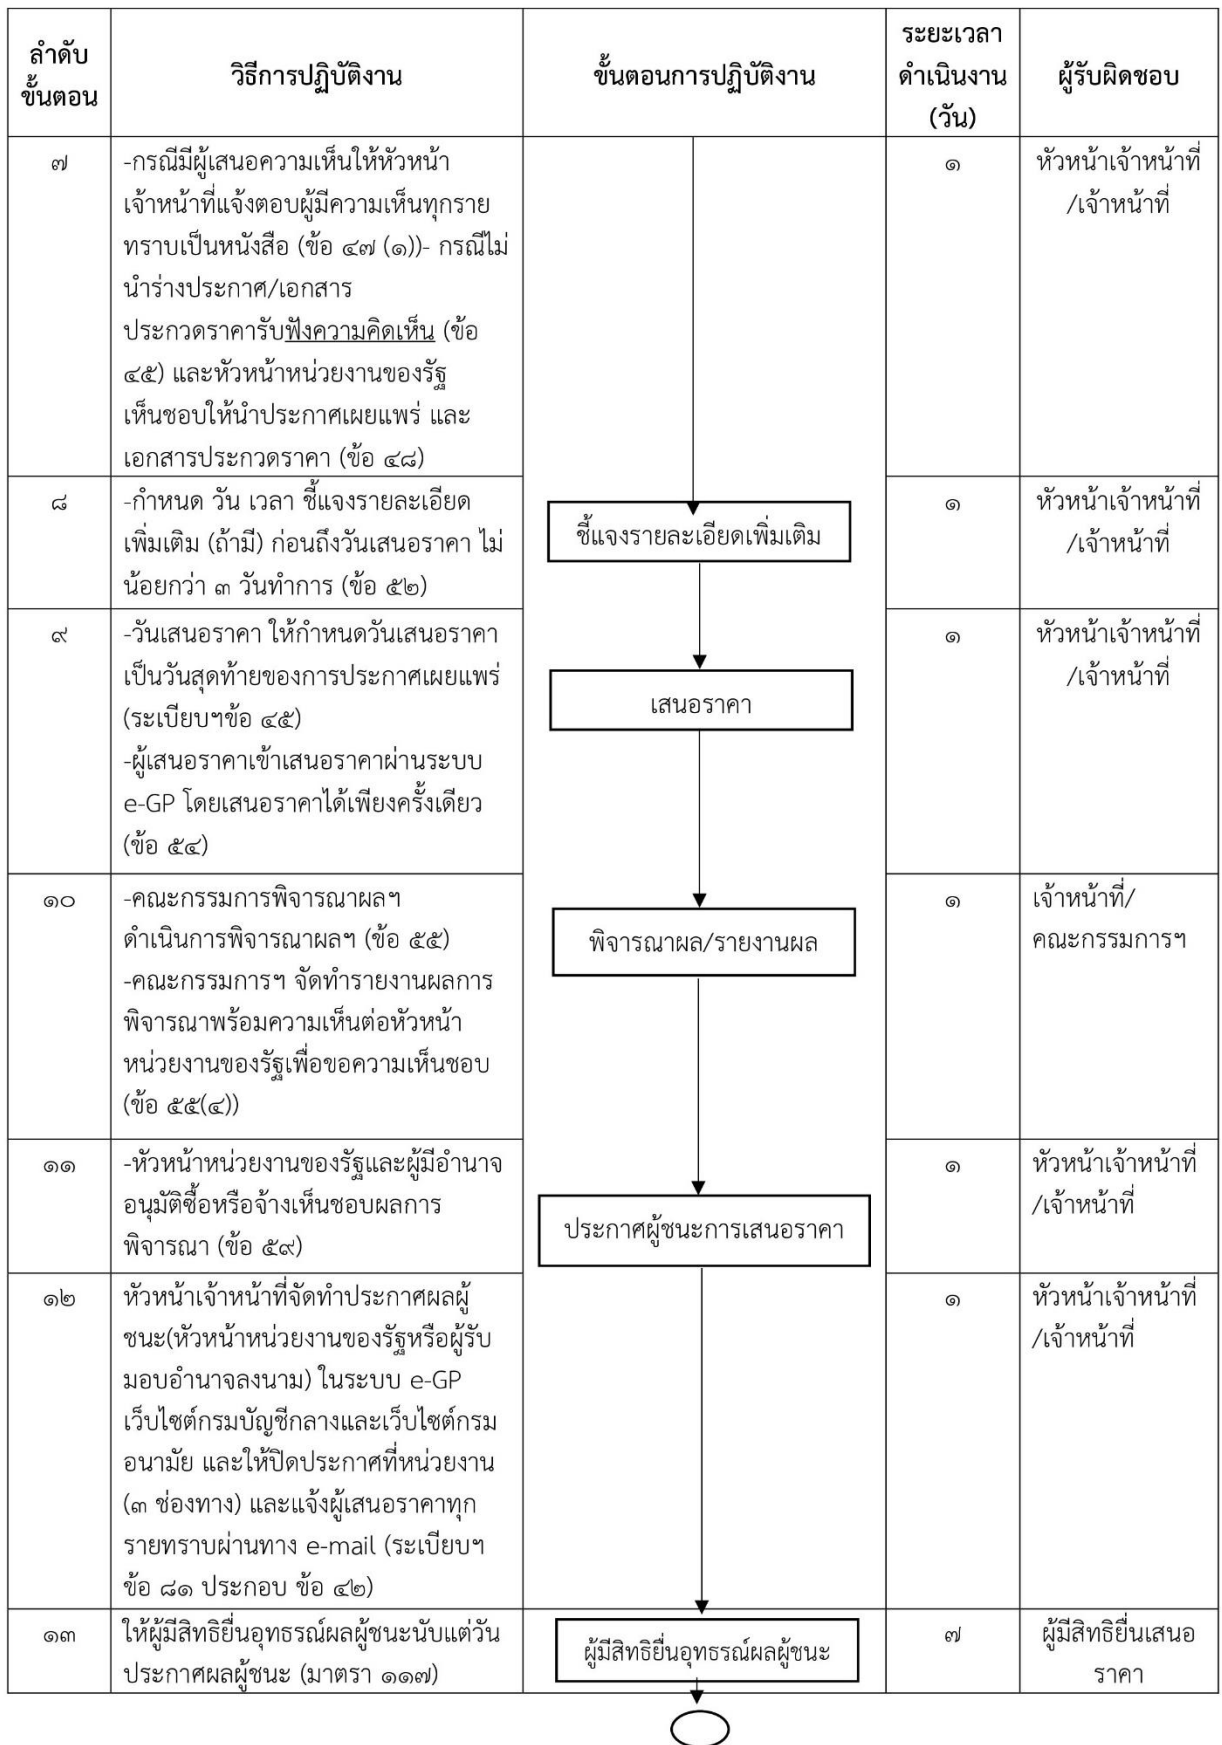 ลำดับ
ขั้นตอน
วิธีการปฏิบัติงาน
ขั้นตอนการปฏิบัติงาน
ระยะเวลา
ดำเนินงาน
(วัน)
ผู้รับผิดชอบ
๗
-กรณีมีผู้เสนอความเห็นให้หัวหน้า
เจ้าหน้าที่แจ้งตอบผู้มีความเห็นทุกราย
ทราบเป็นหนังสือ (ข้อ ๔๗ (๑))- กรณีไม่
นำร่างประกาศ/เอกสาร
ประกวดราคารับฟังความคิดเห็น (ข้อ
๔๕) และหัวหน้าหน่วยงานของรัฐ
เห็นชอบให้นำประกาศเผยแพร่ และ
เอกสารประกวดราคา (ข้อ ๔๘)
๑
หัวหน้าเจ้าหน้าที่
/เจ้าหน้าที่
๘
-กำหนด วัน เวลา ชี้แจงรายละเอียด
เพิ่มเติม (ถ้ามี) ก่อนถึงวันเสนอราคา ไม่
น้อยกว่า ๓ วันทำการ (ข้อ ๕๒)
ชี้แจงรายละเอียดเพิ่มเติม
๑
หัวหน้าเจ้าหน้าที่
/เจ้าหน้าที่
๙
-วันเสนอราคา ให้กำหนดวันเสนอราคา
เป็นวันสุดท้ายของการประกาศเผยแพร่
(ระเบียบฯข้อ ๔๕)
-ผู้เสนอราคาเข้าเสนอราคาผ่านระบบ
e-GP โดยเสนอราคาได้เพียงครั้งเดียว
(ข้อ ๕๔)
เสนอราคา
๑
หัวหน้าเจ้าหน้าที่
/เจ้าหน้าที่
๑๐
-คณะกรรมการพิจารณาผลฯ
ดำเนินการพิจารณาผลฯ (ข้อ ๕๕)
-คณะกรรมการฯ จัดทำรายงานผลการ
พิจารณาพร้อมความเห็นต่อหัวหน้า
หน่วยงานของรัฐเพื่อขอความเห็นชอบ
(ข้อ ๕๕(๔))
พิจารณาผล/รายงานผล
๑
เจ้าหน้าที่/
คณะกรรมการฯ
๑๑
-หัวหน้าหน่วยงานของรัฐและผู้มีอำนาจ
อนุมัติซื้อหรือจ้างเห็นชอบผลการ
พิจารณา (ข้อ ๕๙)
ประกาศผู้ชนะการเสนอราคา
๑
หัวหน้าเจ้าหน้าที่
/เจ้าหน้าที่
๑๒
หัวหน้าเจ้าหน้าที่จัดทำประกาศผลผู้
ชนะ(หัวหน้าหน่วยงานของรัฐหรือผู้รับ
มอบอำนาจลงนาม) ในระบบ e-GP
เว็บไซต์กรมบัญชีกลางและเว็บไซต์กรม
อนามัย และให้ปิดประกาศที่หน่วยงาน
(๓ ช่องทาง) และแจ้งผู้เสนอราคาทุก
รายทราบผ่านทาง e-mail (ระเบียบฯ
ข้อ ๘๑ ประกอบ ข้อ ๔๒)
๑
หัวหน้าเจ้าหน้าที่
/เจ้าหน้าที่
๑๓
ให้ผู้มีสิทธิยื่นอุทธรณ์ผลผู้ชนะนับแต่วัน
ประกาศผลผู้ชนะ (มาตรา ๑๑๗)
ผู้มีสิทธิยื่นอุทธรณ์ผลผู้ชนะ
๗
ผู้มีสิทธิยื่นเสนอ
ราคา